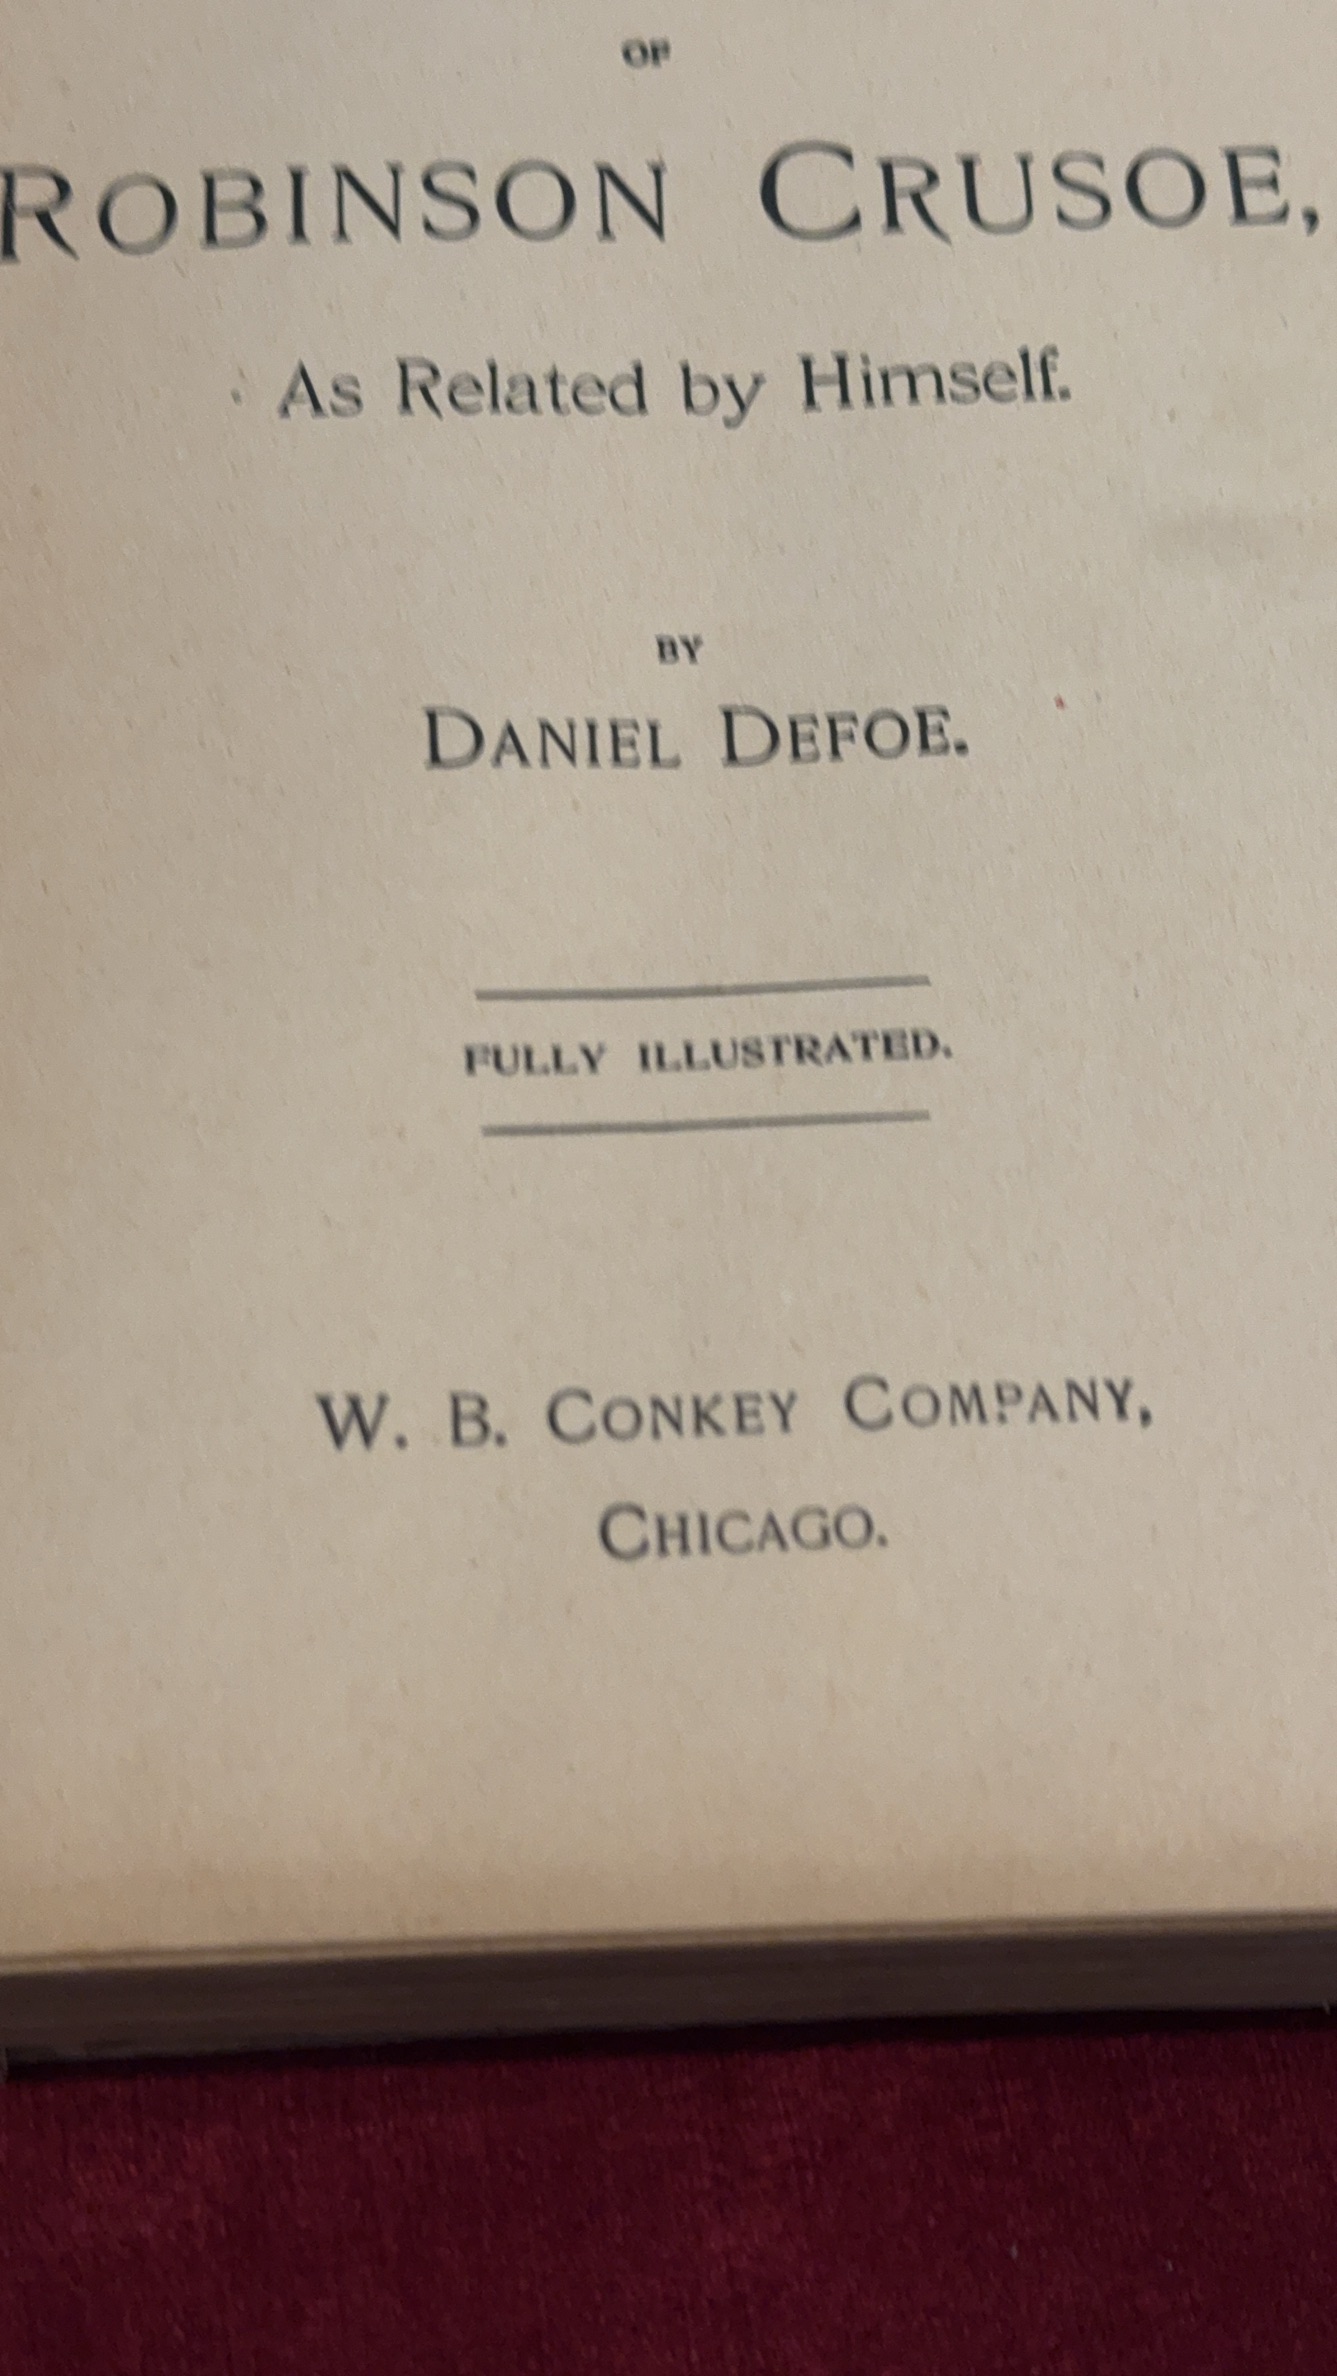 OF
ROBINSON CRUSOE,
As Related by Himself.
BY
DANIEL DEFOE.
FULLY ILLUSTRATED.
W. B. CONKEY COMPANY,
CHICAGO.